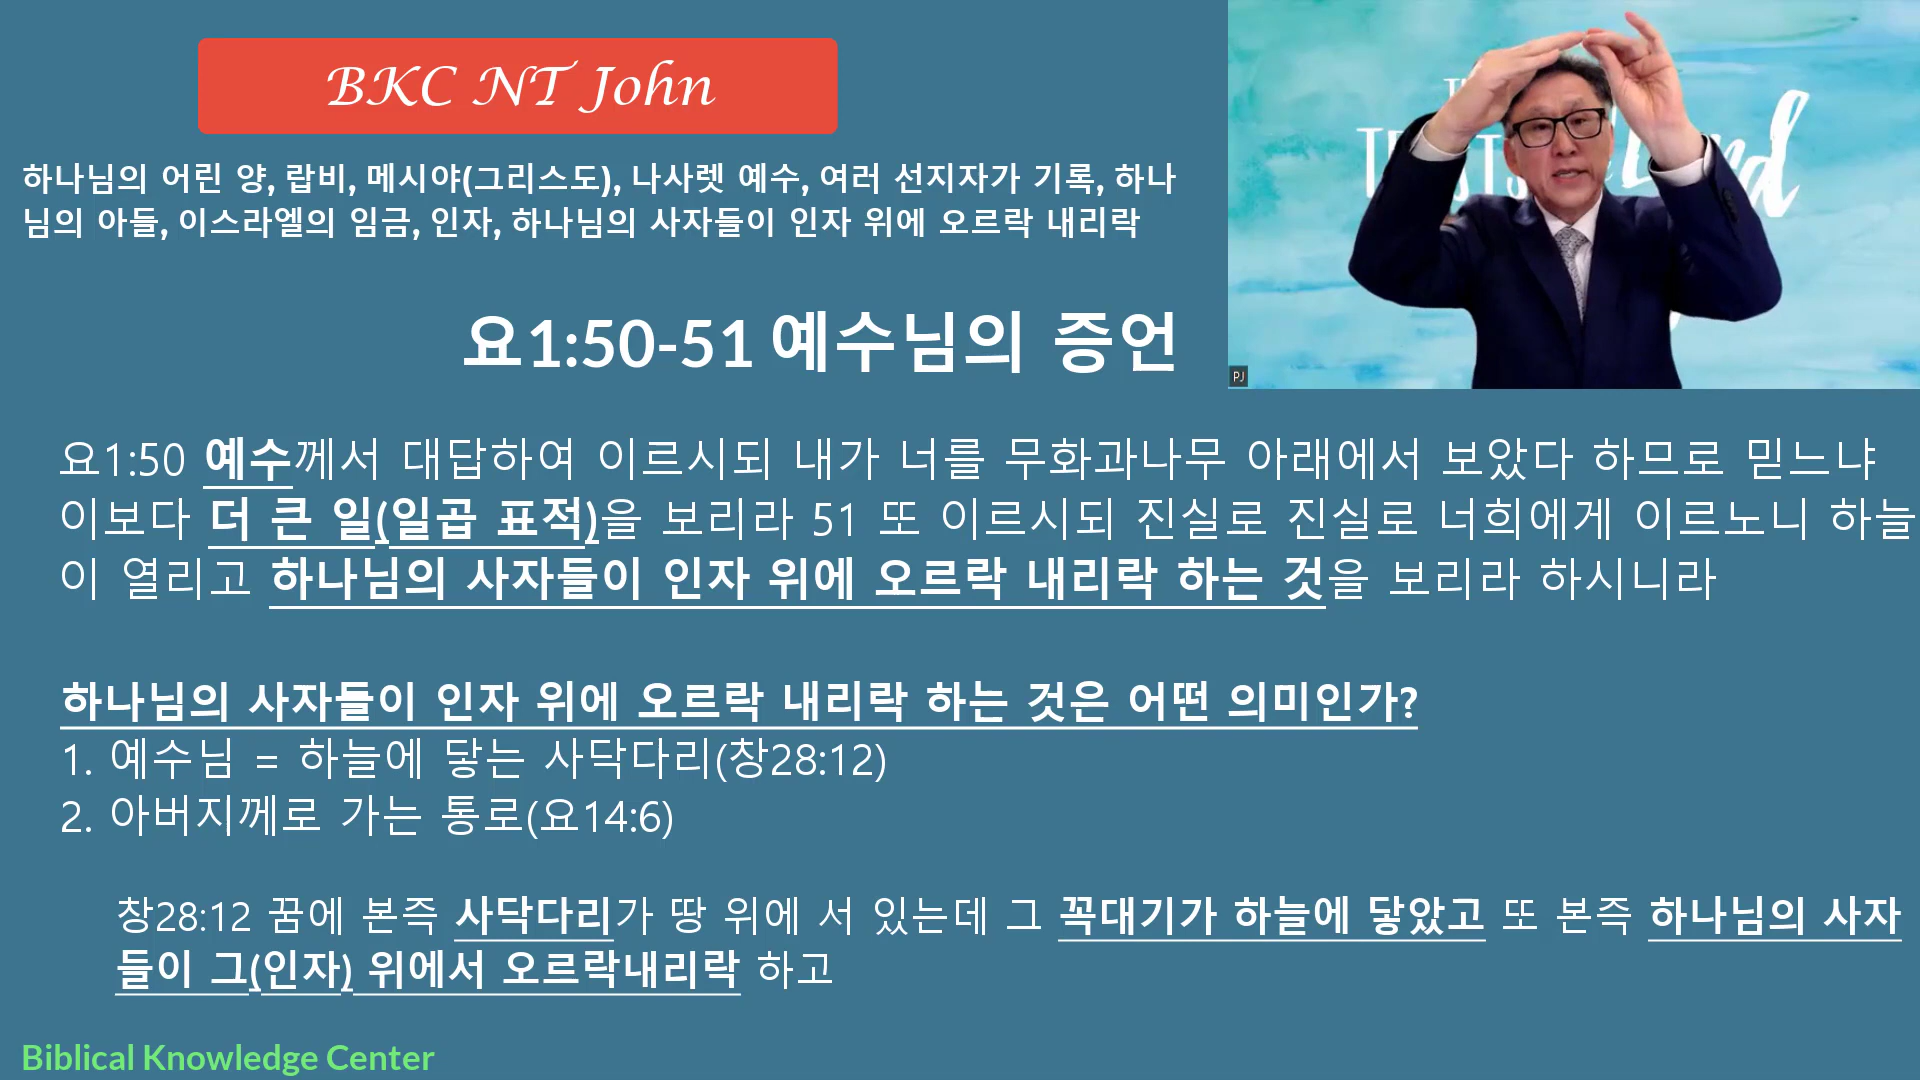 BKC NT John
하나님의 어린 양, 랍비, 메시야(그리스도), 나사렛 예수, 여러 선지자가 기록, 하나
님의 아들, 이스라엘의 임금, 인자, 하나님의 사자들이 인자 위에 오르락 내리락
요1:50-51 예수님의 증언
PJ
요1:50 예수께서 대답하여 이르시되 내가 너를 무화과나무 아래에서 보았다 하므로 믿느냐
이보다 더 큰 일(일곱 표적)을 보리라 51 또 이르시되 진실로 진실로 너희에게 이르노니 하늘
이 열리고 하나님의 사자들이 인자 위에 오르락 내리락 하는 것을 보리라 하시니라
하나님의 사자들이 인자 위에 오르락 내리락 하는 것은 어떤 의미인가?
1. 예수님 = 하늘에 닿는 사닥다리(창28:12)
2. 아버지께로 가는 통로(요14:6)
창28:12 꿈에 본즉 사닥다리가 땅 위에 서 있는데 그 꼭대기가 하늘에 닿았고 또 본즉 하나님의 사자
들이 그(인자) 위에서 오르락내리락 하고
Biblical Knowledge Center